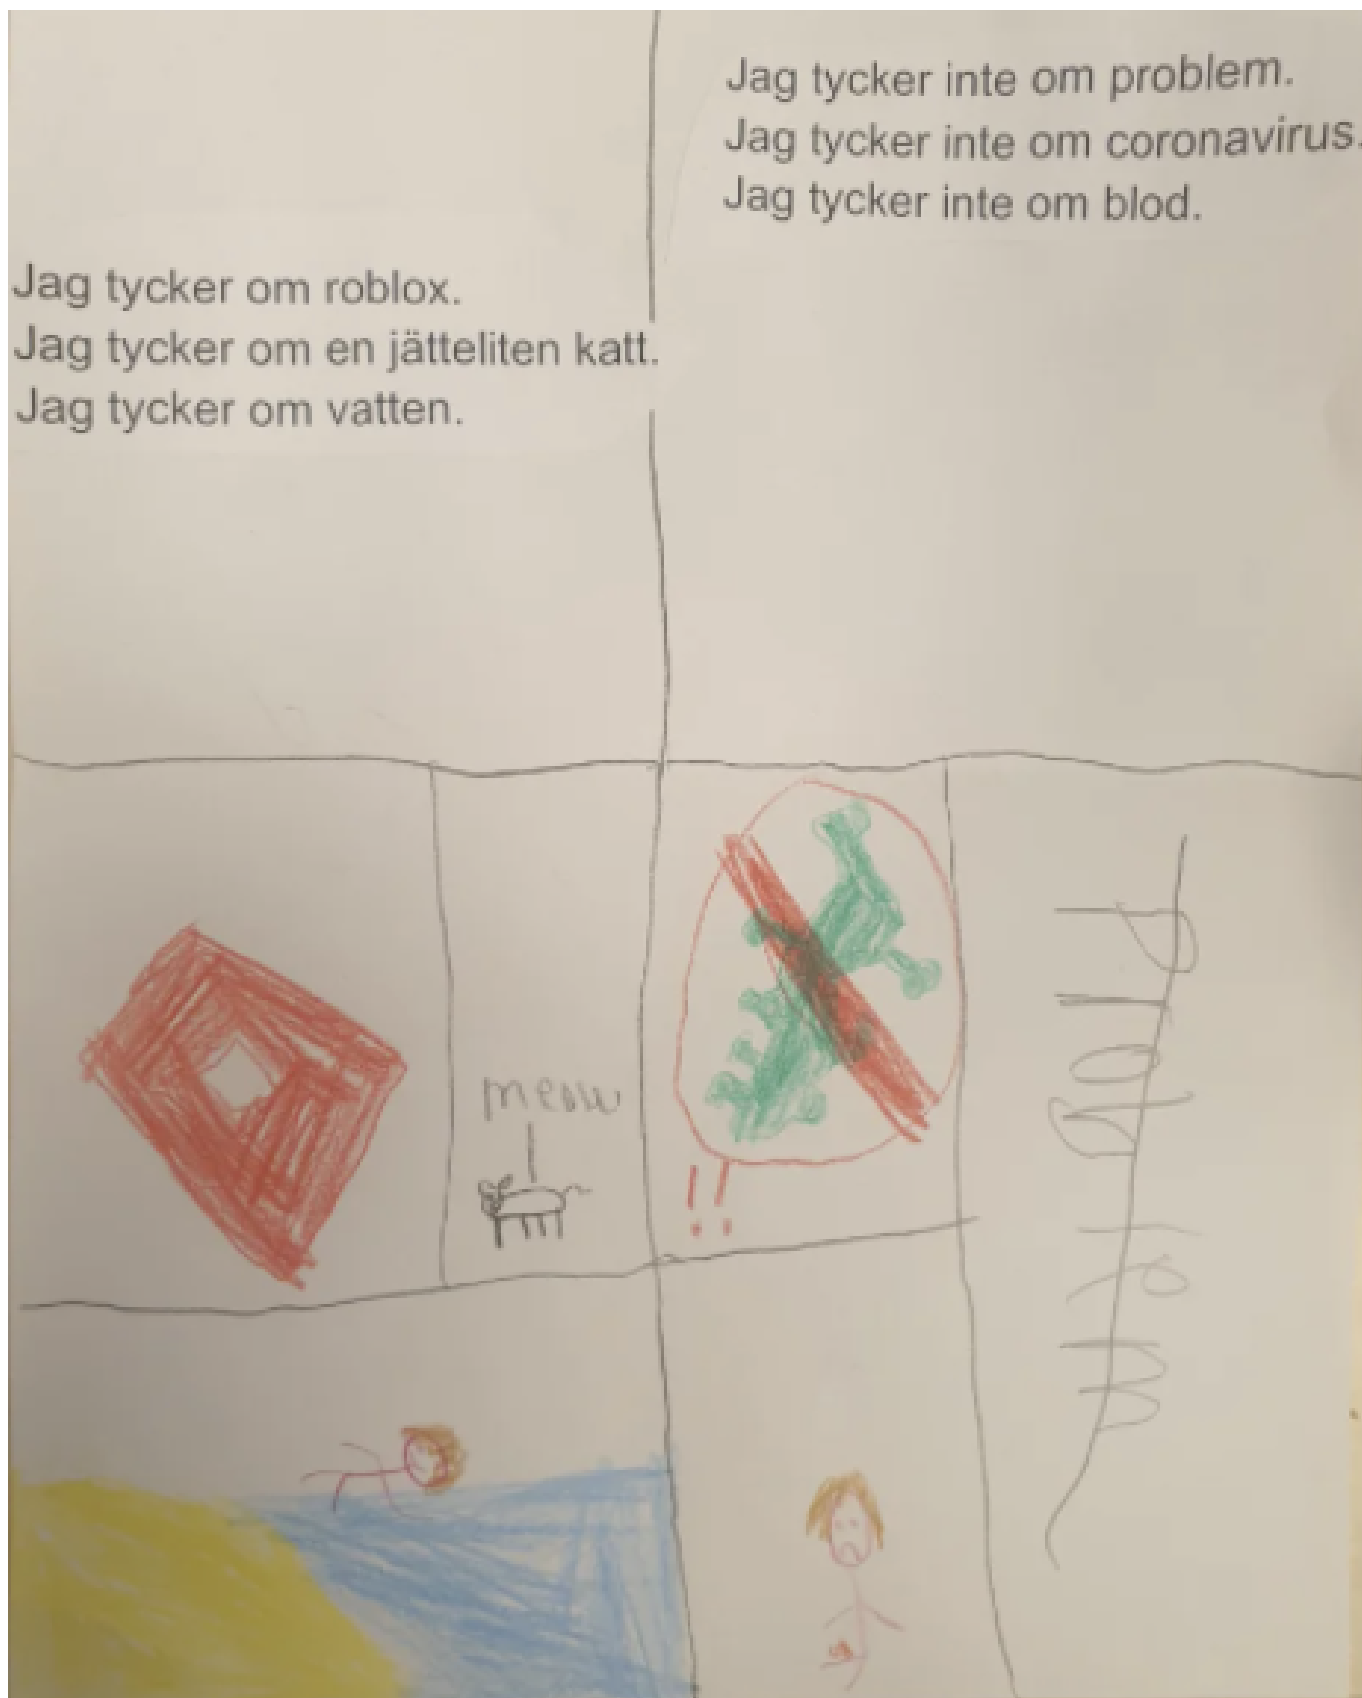 Jag tycker om roblox.
Jag tycker om en jätteliten katt.
Jag tycker om vatten.
Jag tycker inte om problem.
Jag tycker inte om coronavirus.
Jag tycker inte om blod.
meow
!!
Problem